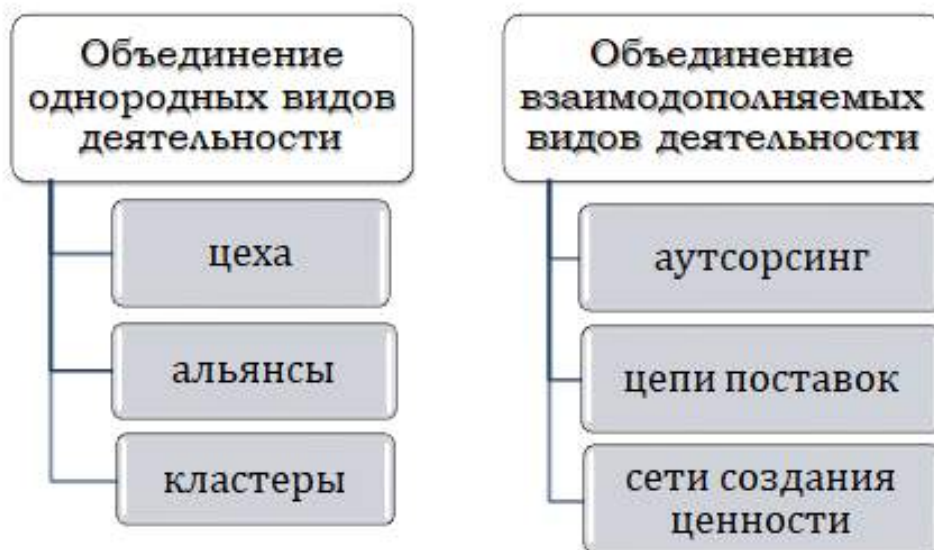 Объединение
однородных видов
деятельности
цеха
альянсы
кластеры
Объединение
взаимодополняемых
видов деятельности
аутсорсинг
цепи поставок
сети создания
ценности